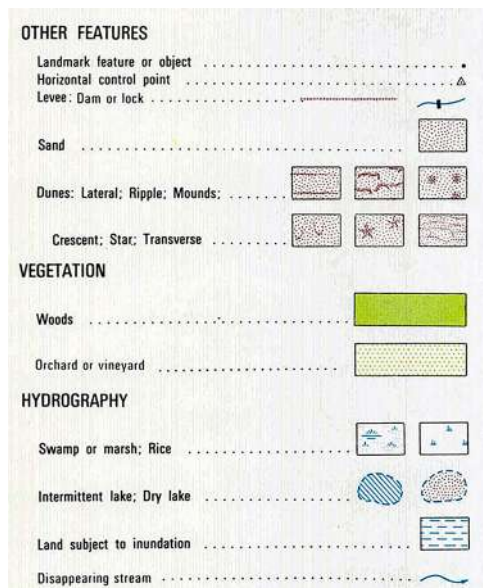 OTHER FEATURES
Landmark feature or object
Horizontal control point
Levee: Dam or lock
Sand
Dunes: Lateral; Ripple; Mounds;
Crescent; Star; Transverse
VEGETATION
Woods
Orchard or vineyard
HYDROGRAPHY
Swamp or marsh; Rice
Intermittent lake; Dry lake
Land subject to inundation
Disappearing stream